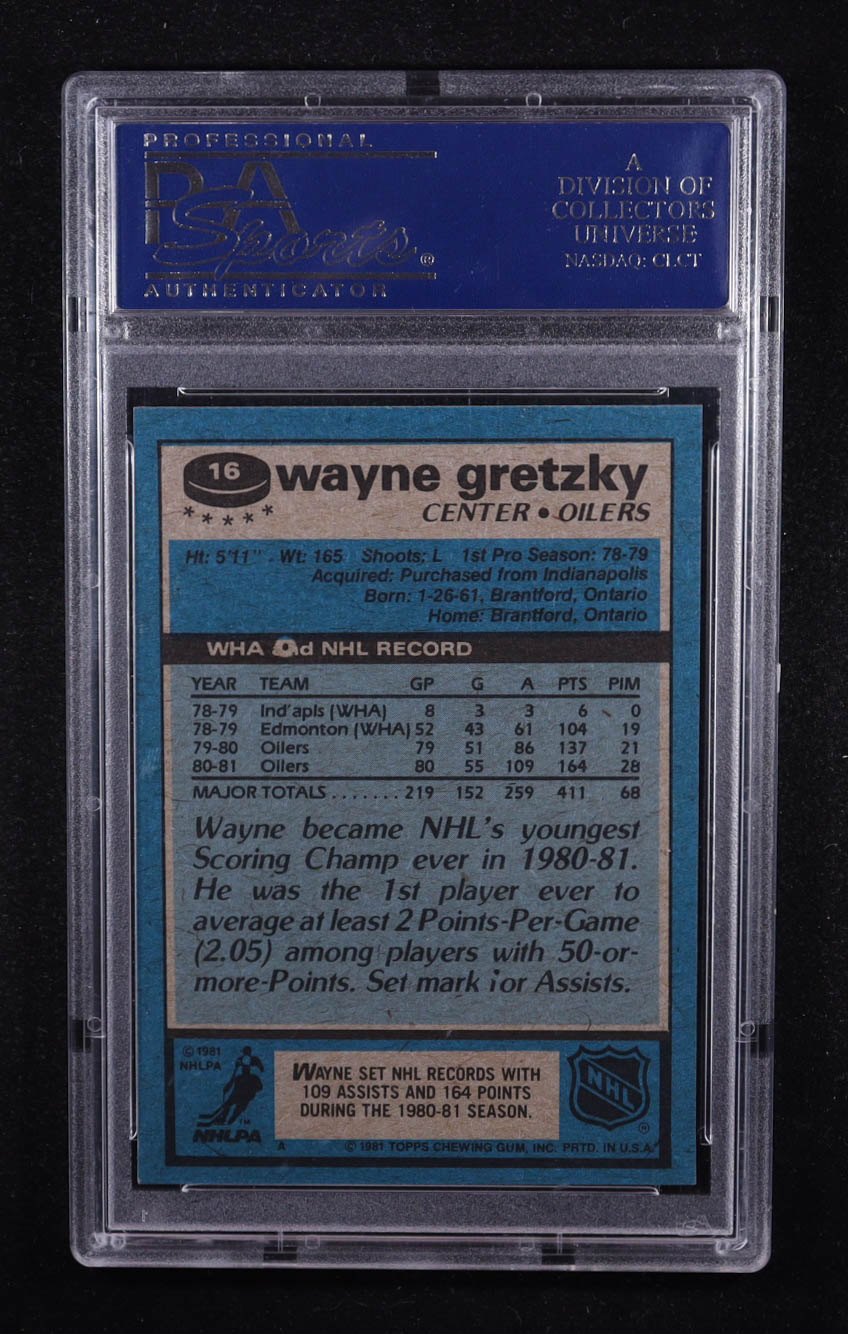 PROFESSIONAL
PSA
Sports®
AUTHENTICATOR
A
DIVISION OF
COLLECTORS
UNIVERSE
NASDAQ: CLCT
16 wayne gretzky
CENTER • OILERS
Ht: 5'11" Wt: 165 Shoots: L 1st Pro Season: 78-79
Acquired: Purchased from Indianapolis
Born: 1-26-61, Brantford, Ontario
Home: Brantford, Ontario
WHA and NHL RECORD
YEAR TEAM GP G A PTS PIM
78-79 Ind'apls (WHA) 8 3 3 6 0
78-79 Edmonton (WHA) 52 43 61 104 19
79-80 Oilers 79 51 86 137 21
80-81 Oilers 80 55 109 164 28
MAJOR TOTALS ....... 219 152 259 411 68
Wayne became NHL's youngest
Scoring Champ ever in 1980-81.
He was the 1st player ever to
average at least 2 Points-Per-Game
(2.05) among players with 50-or-
more-Points. Set mark for Assists.
© 1981
NHLPA
WAYNE SET NHL RECORDS WITH
109 ASSISTS AND 164 POINTS
DURING THE 1980-81 SEASON.
NHL
®
TM
NHLPA
A
© 1981 TOPPS CHEWING GUM, INC. PRTD. IN U.S.A.
PSA